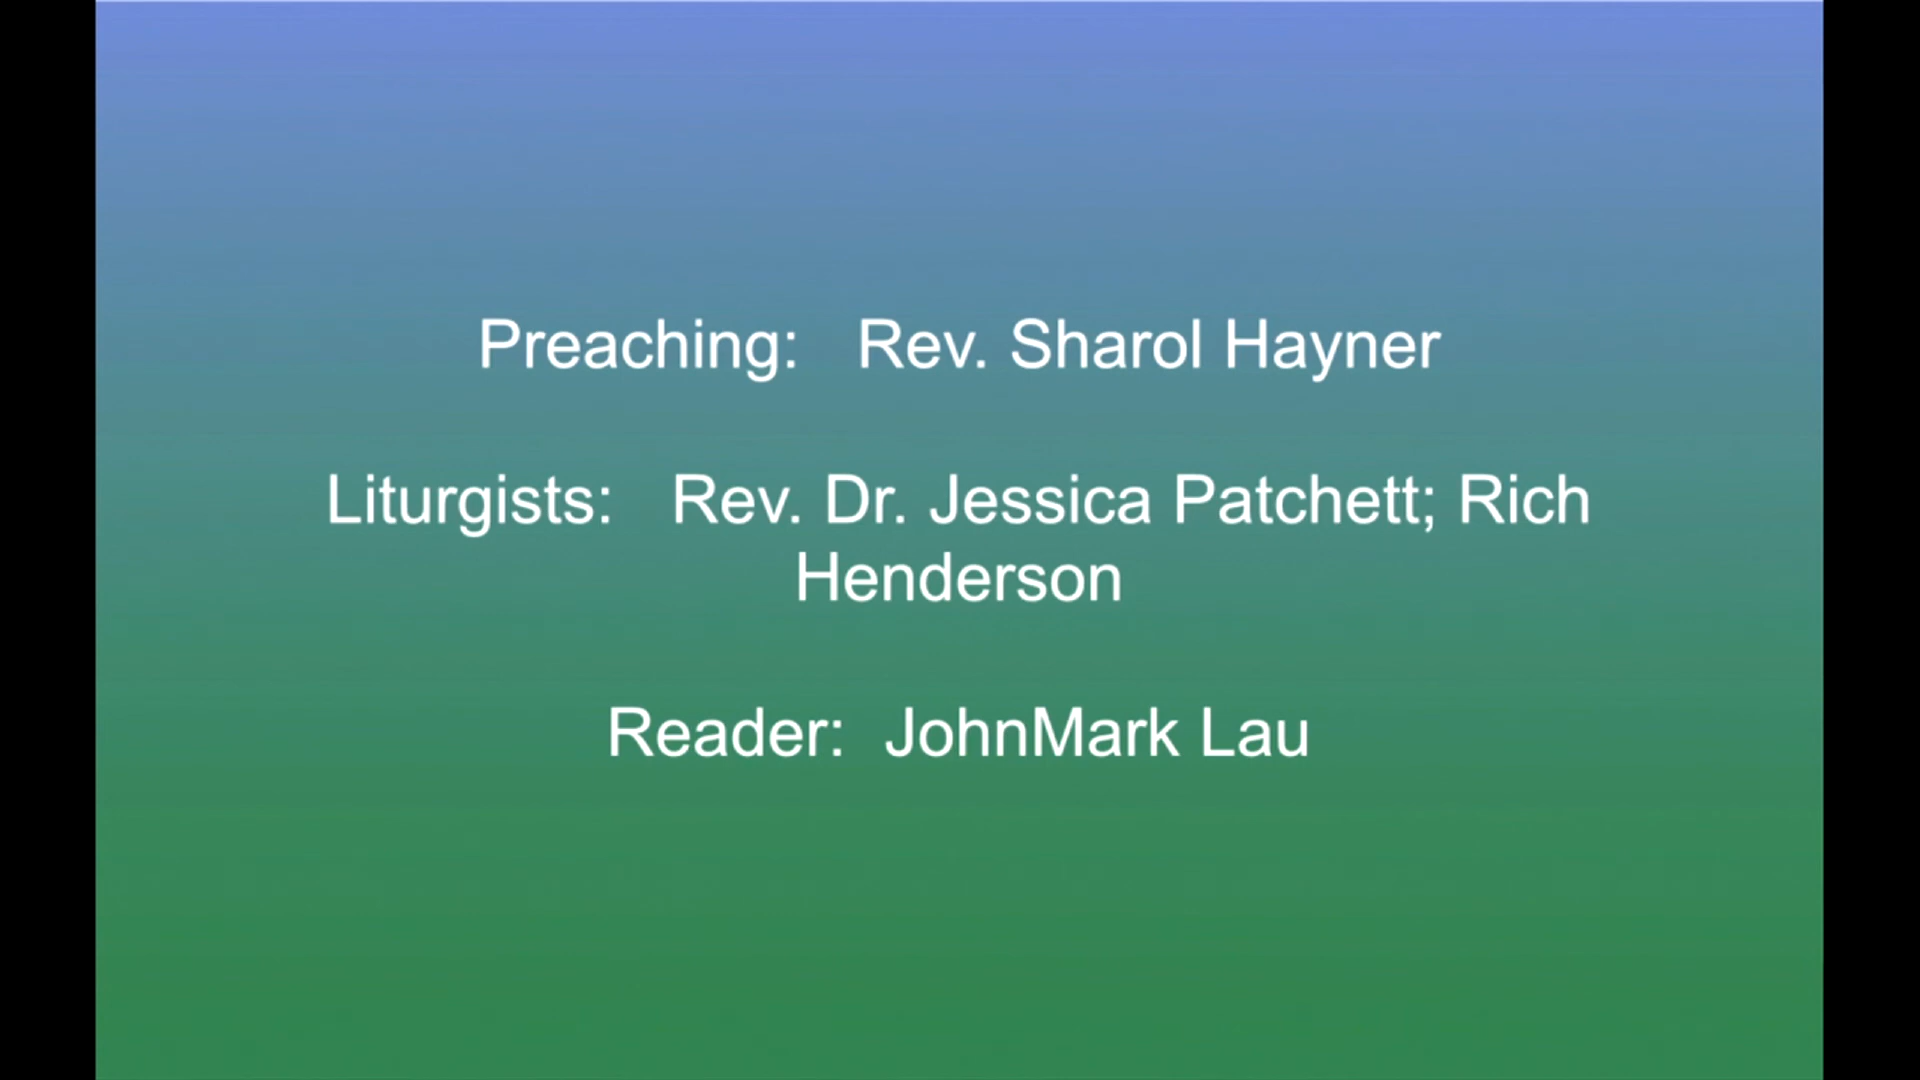 Preaching:   Rev. Sharol Hayner
Liturgists:   Rev. Dr. Jessica Patchett; Rich
Henderson
Reader:  JohnMark Lau